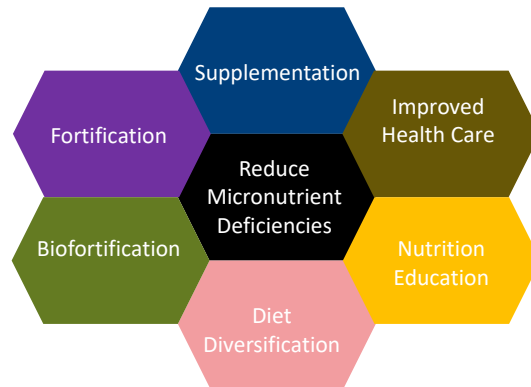 Supplementation
Improved
Health Care
Fortification
Reduce
Micronutrient
Deficiencies
Biofortification
Nutrition
Education
Diet
Diversification